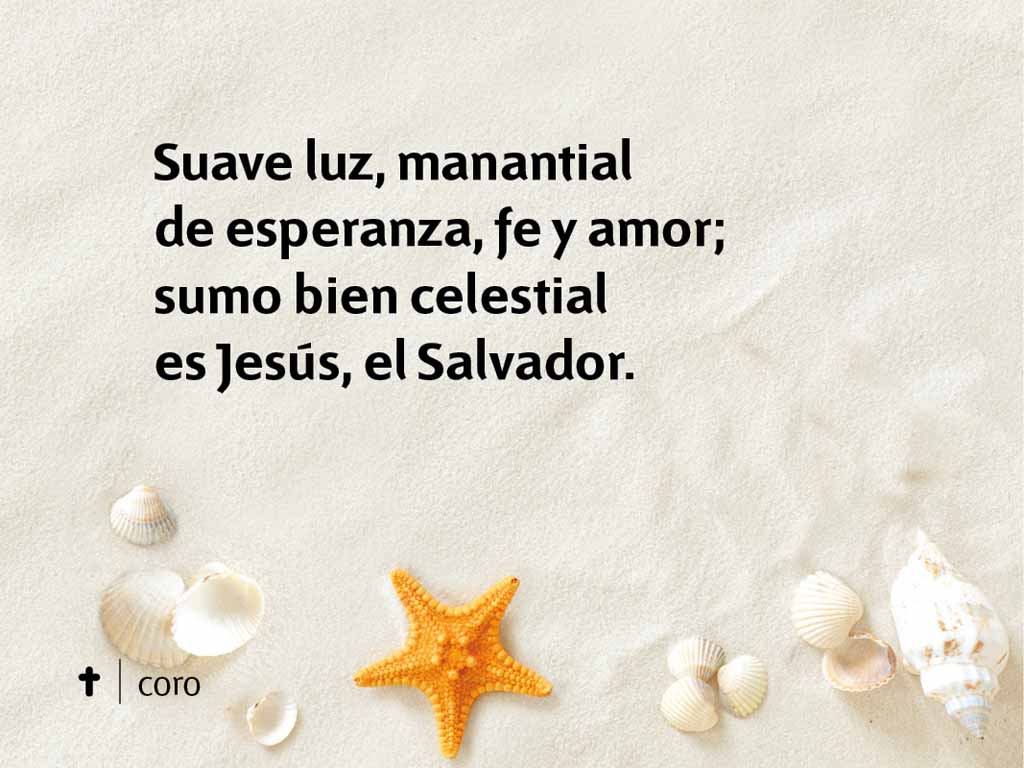 Suave luz, manantial
de esperanza, fe y amor;
sumo bien celestial
es Jesús, el Salvador.
coro